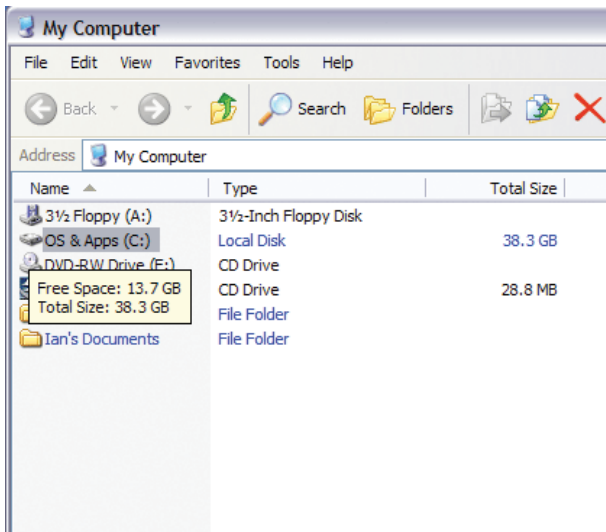 My Computer
File Edit View Favorites Tools Help
Back Search Folders
Address My Computer
Name Type Total Size
3½ Floppy (A:) 3½-Inch Floppy Disk
OS & Apps (C:) Local Disk 38.3 GB
DVD-RW Drive (E:) CD Drive
Free Space: 13.7 GB CD Drive 28.8 MB
Total Size: 38.3 GB File Folder
Ian's Documents File Folder